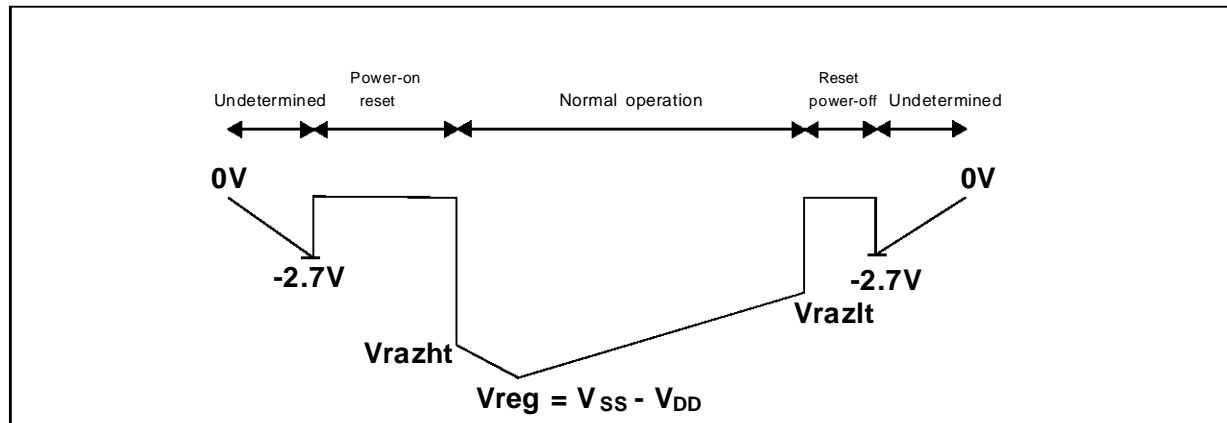 Power-on
reset
Reset
power-off
Undetermined
Normal operation
Undetermined
0V
0V
-2.7V
-2.7V
Vrazlt
Vrazht
Vreg = VSS - VDD